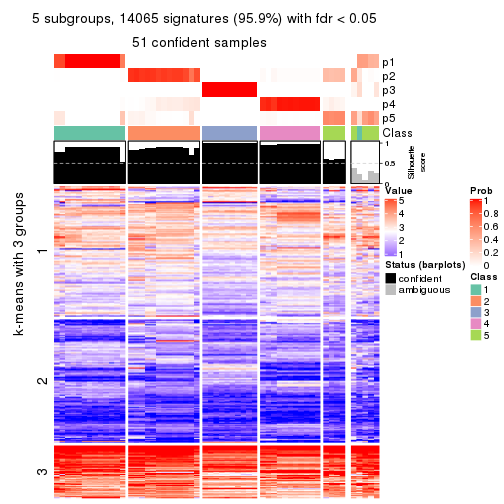 5 subgroups, 14065 signatures (95.9%) with fdr < 0.05
51 confident samples
p1
p2
p3
p4
p5
Class
1
0.5
0
Silhouette
score
k-means with 3 groups
1
2
3
Value
5
4
3
2
1
Status (barplots)
confident
ambiguous
Prob
1
0.8
0.6
0.4
0.2
0
Class
1
2
3
4
5